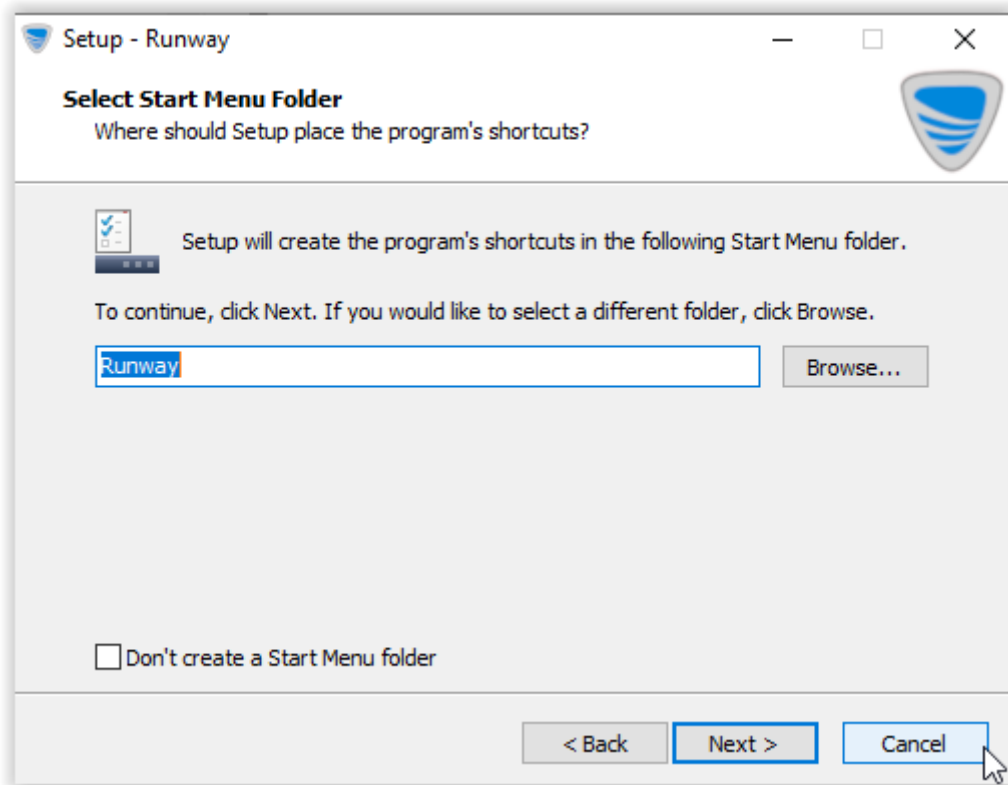 Setup - Runway
Select Start Menu Folder
Where should Setup place the program's shortcuts?
Setup will create the program's shortcuts in the following Start Menu folder.
To continue, click Next. If you would like to select a different folder, click Browse.
Runway
Browse...
Don't create a Start Menu folder
< Back
Next >
Cancel